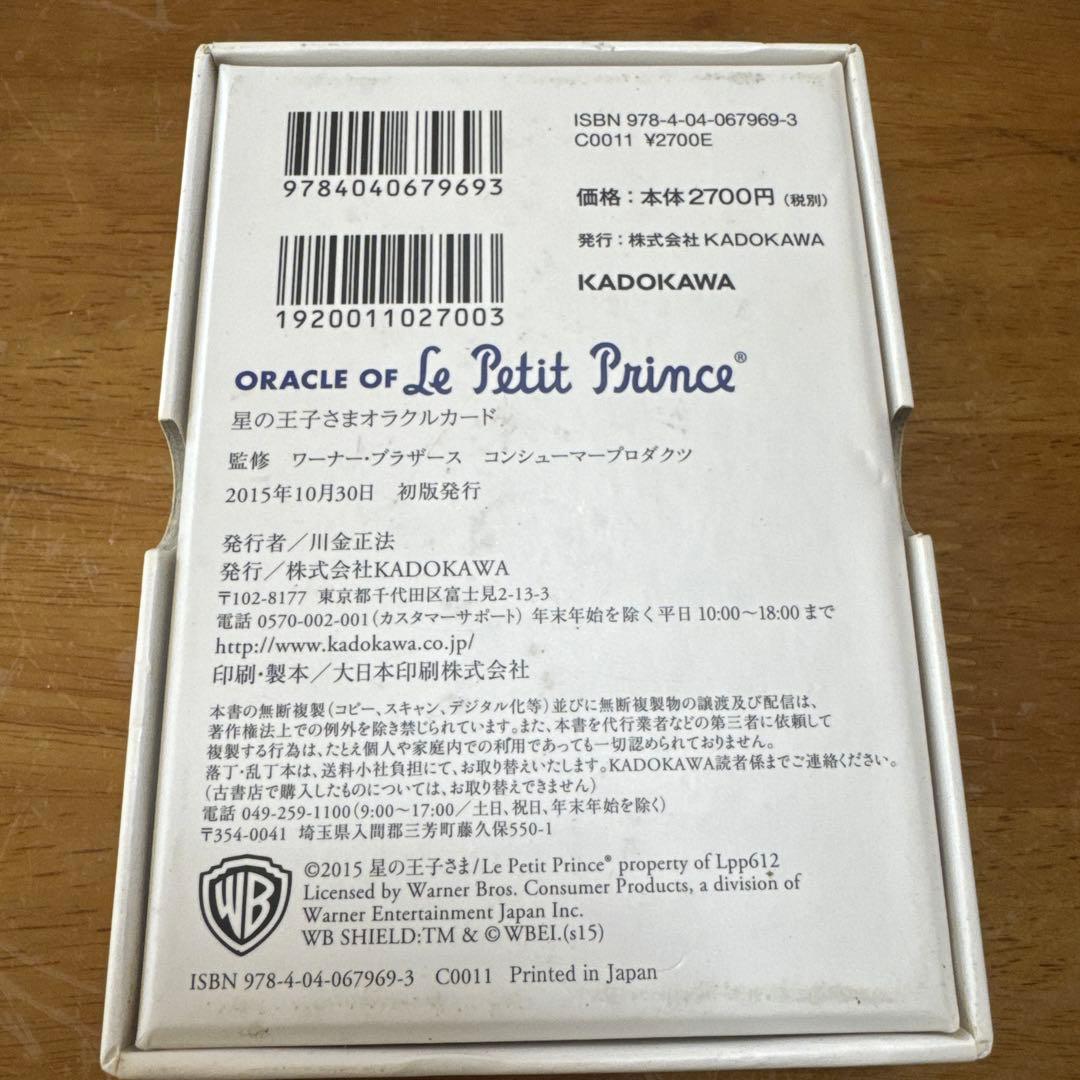 9784040679693
ISBN 978-4-04-067969-3
C0011 ¥2700E
価格：本体2700円（税別）
発行：株式会社KADOKAWA
KADOKAWA
1920011027003
ORACLE OF Le Petit Prince®
星の王子さまオラクルカード
監修　ワーナー・ブラザース　コンシューマープロダクツ
2015年10月30日　初版発行
発行者／川金正法
発行／株式会社KADOKAWA
〒102-8177 東京都千代田区富士見2-13-3
電話 0570-002-001（カスタマーサポート） 年末年始を除く平日 10:00〜18:00 まで
http://www.kadokawa.co.jp/
印刷・製本／大日本印刷株式会社
本書の無断複製（コピー、スキャン、デジタル化等）並びに無断複製物の譲渡及び配信は、
著作権法上での例外を除き禁じられています。また、本書を代行業者などの第三者に依頼して
複製する行為は、たとえ個人や家庭内での利用であっても一切認められておりません。
落丁・乱丁本は、送料小社負担にて、お取り替えいたします。KADOKAWA読者係までご連絡ください。
（古書店で購入したものについては、お取り替えできません）
電話 049-259-1100（9:00〜17:00／土日、祝日、年末年始を除く）
〒354-0041 埼玉県入間郡三芳町藤久保550-1
WB
©2015 星の王子さま/Le Petit Prince® property of Lpp612
Licensed by Warner Bros. Consumer Products, a division of
Warner Entertainment Japan Inc.
WB SHIELD:TM & © WBEI.(s15)
ISBN 978-4-04-067969-3 C0011 Printed in Japan